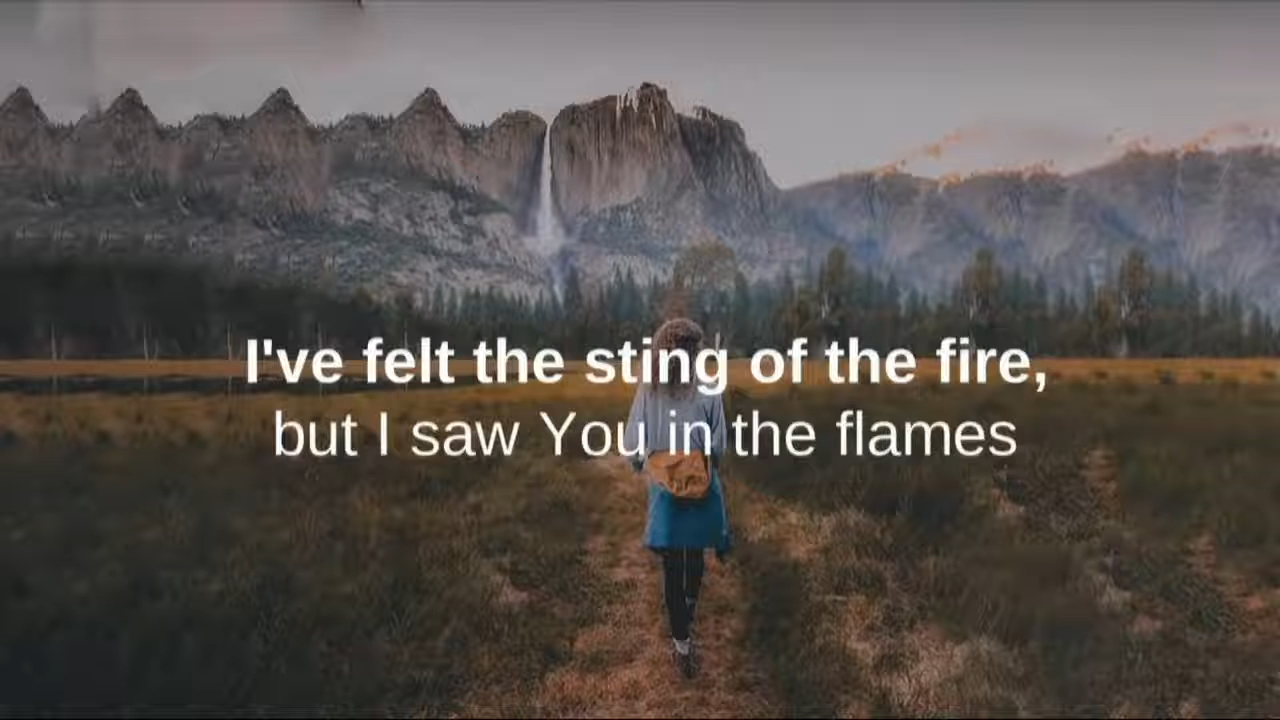 I've felt the sting of the fire,
but I saw You in the flames